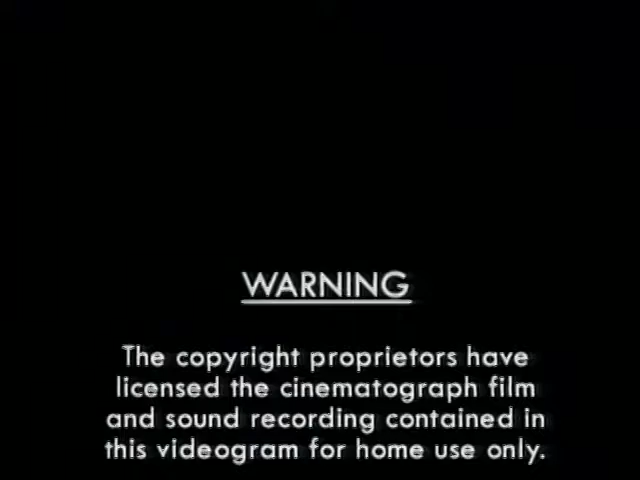 WARNING
The copyright proprietors have
licensed the cinematograph film
and sound recording contained in
this videogram for home use only.